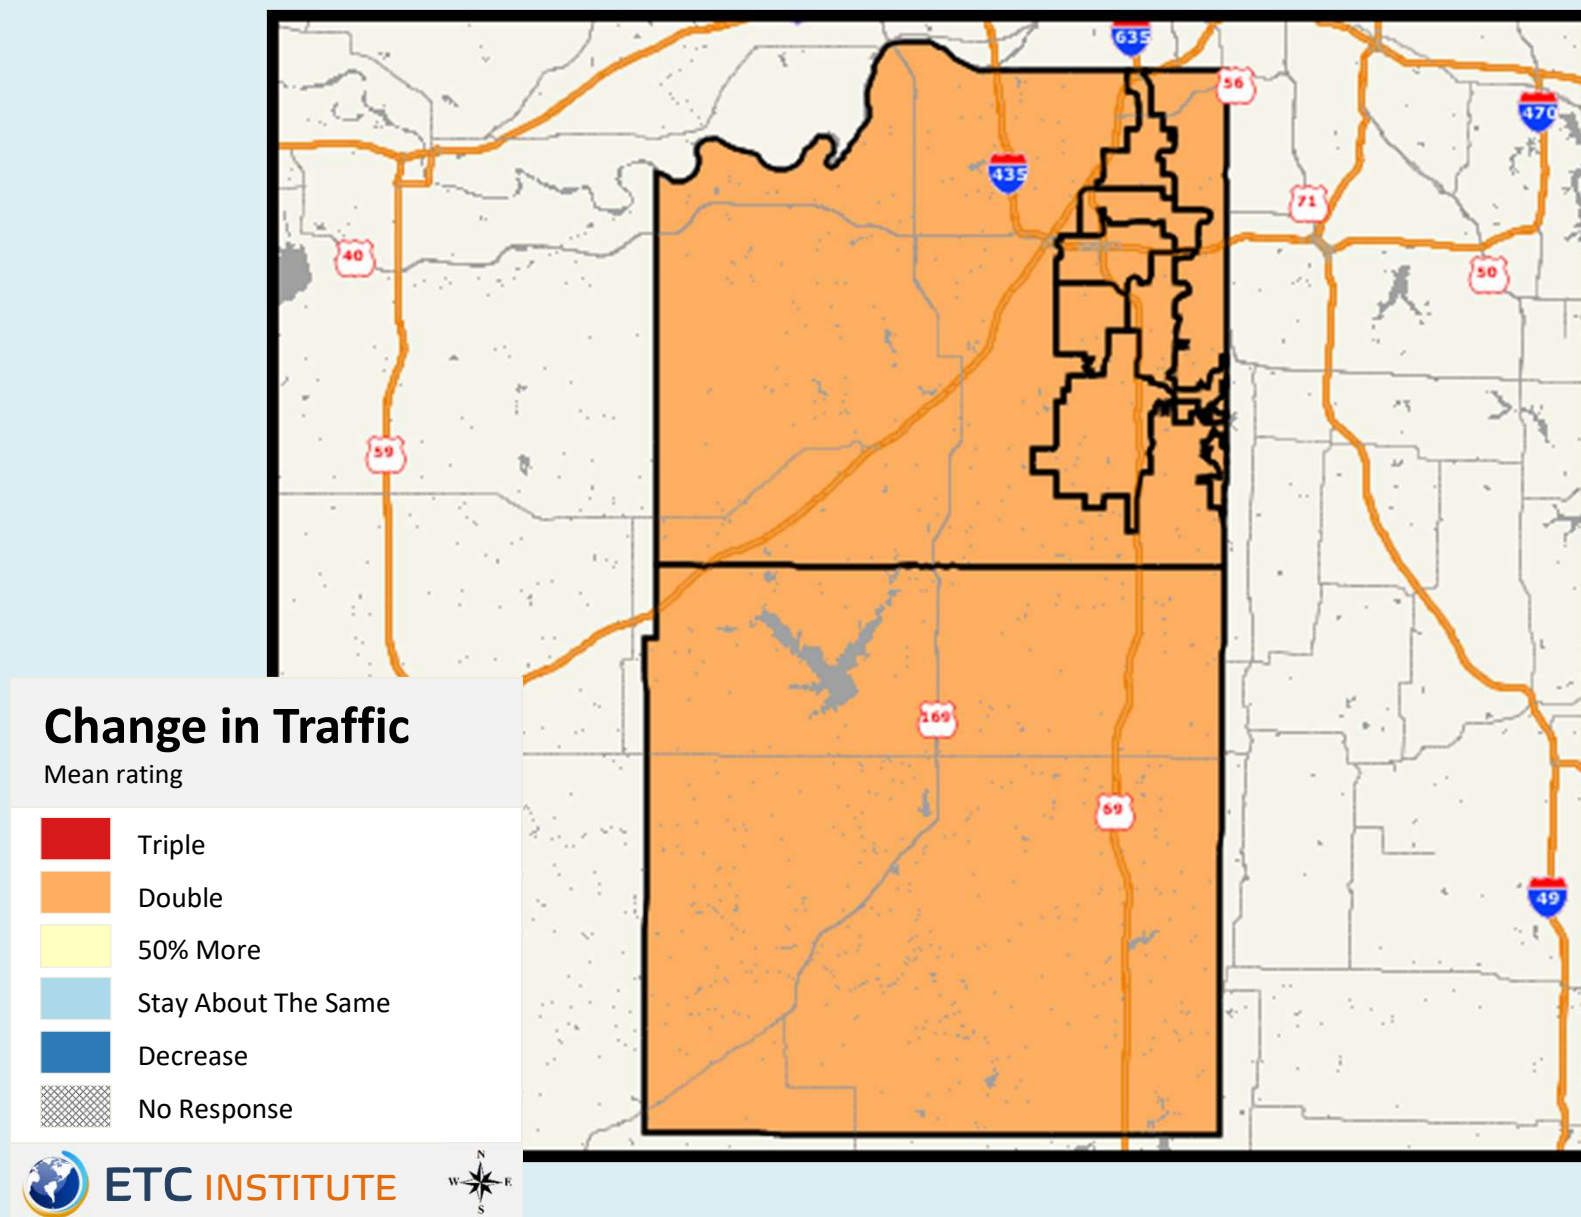 635
56
470
435
71
40
50
59
169
69
49
Change in Traffic
Mean rating
Triple
Double
50% More
Stay About The Same
Decrease
No Response
ETC INSTITUTE
N
W E
S